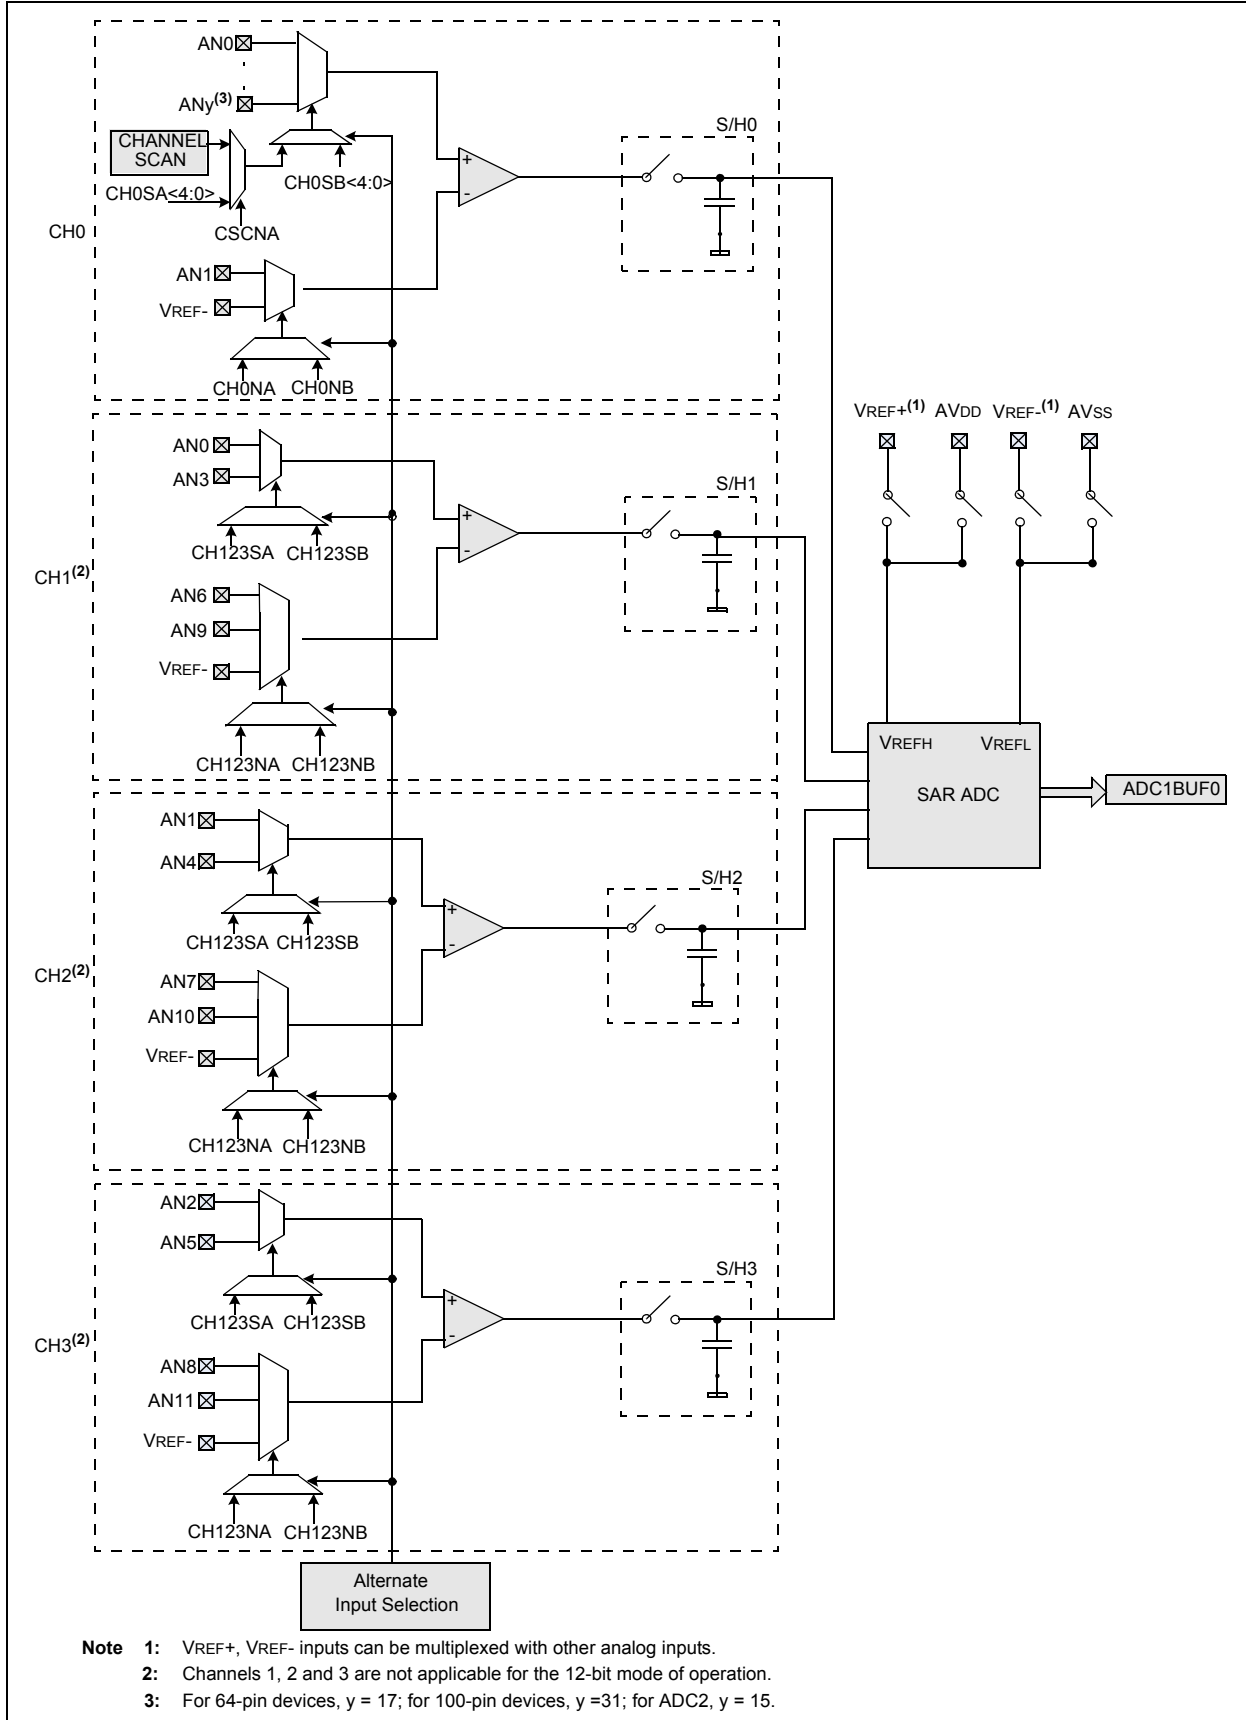 AN0
ANy(3)
CHANNEL
SCAN
CH0SA<4:0>
CH0SB<4:0>
CSCNA
CH0
AN1
VREF-
CH0NA CH0NB
+
-
S/H0
AN0
AN3
CH123SA CH123SB
CH1(2)
AN6
AN9
VREF-
CH123NA CH123NB
+
-
S/H1
VREF+(1) AVDD VREF-(1) AVSS
VREFH VREFL
SAR ADC
ADC1BUF0
AN1
AN4
CH123SA CH123SB
CH2(2)
AN7
AN10
VREF-
CH123NA CH123NB
+
-
S/H2
AN2
AN5
CH123SA CH123SB
CH3(2)
AN8
AN11
VREF-
CH123NA CH123NB
+
-
S/H3
Alternate
Input Selection
Note 1: VREF+, VREF- inputs can be multiplexed with other analog inputs.
2: Channels 1, 2 and 3 are not applicable for the 12-bit mode of operation.
3: For 64-pin devices, y = 17; for 100-pin devices, y =31; for ADC2, y = 15.